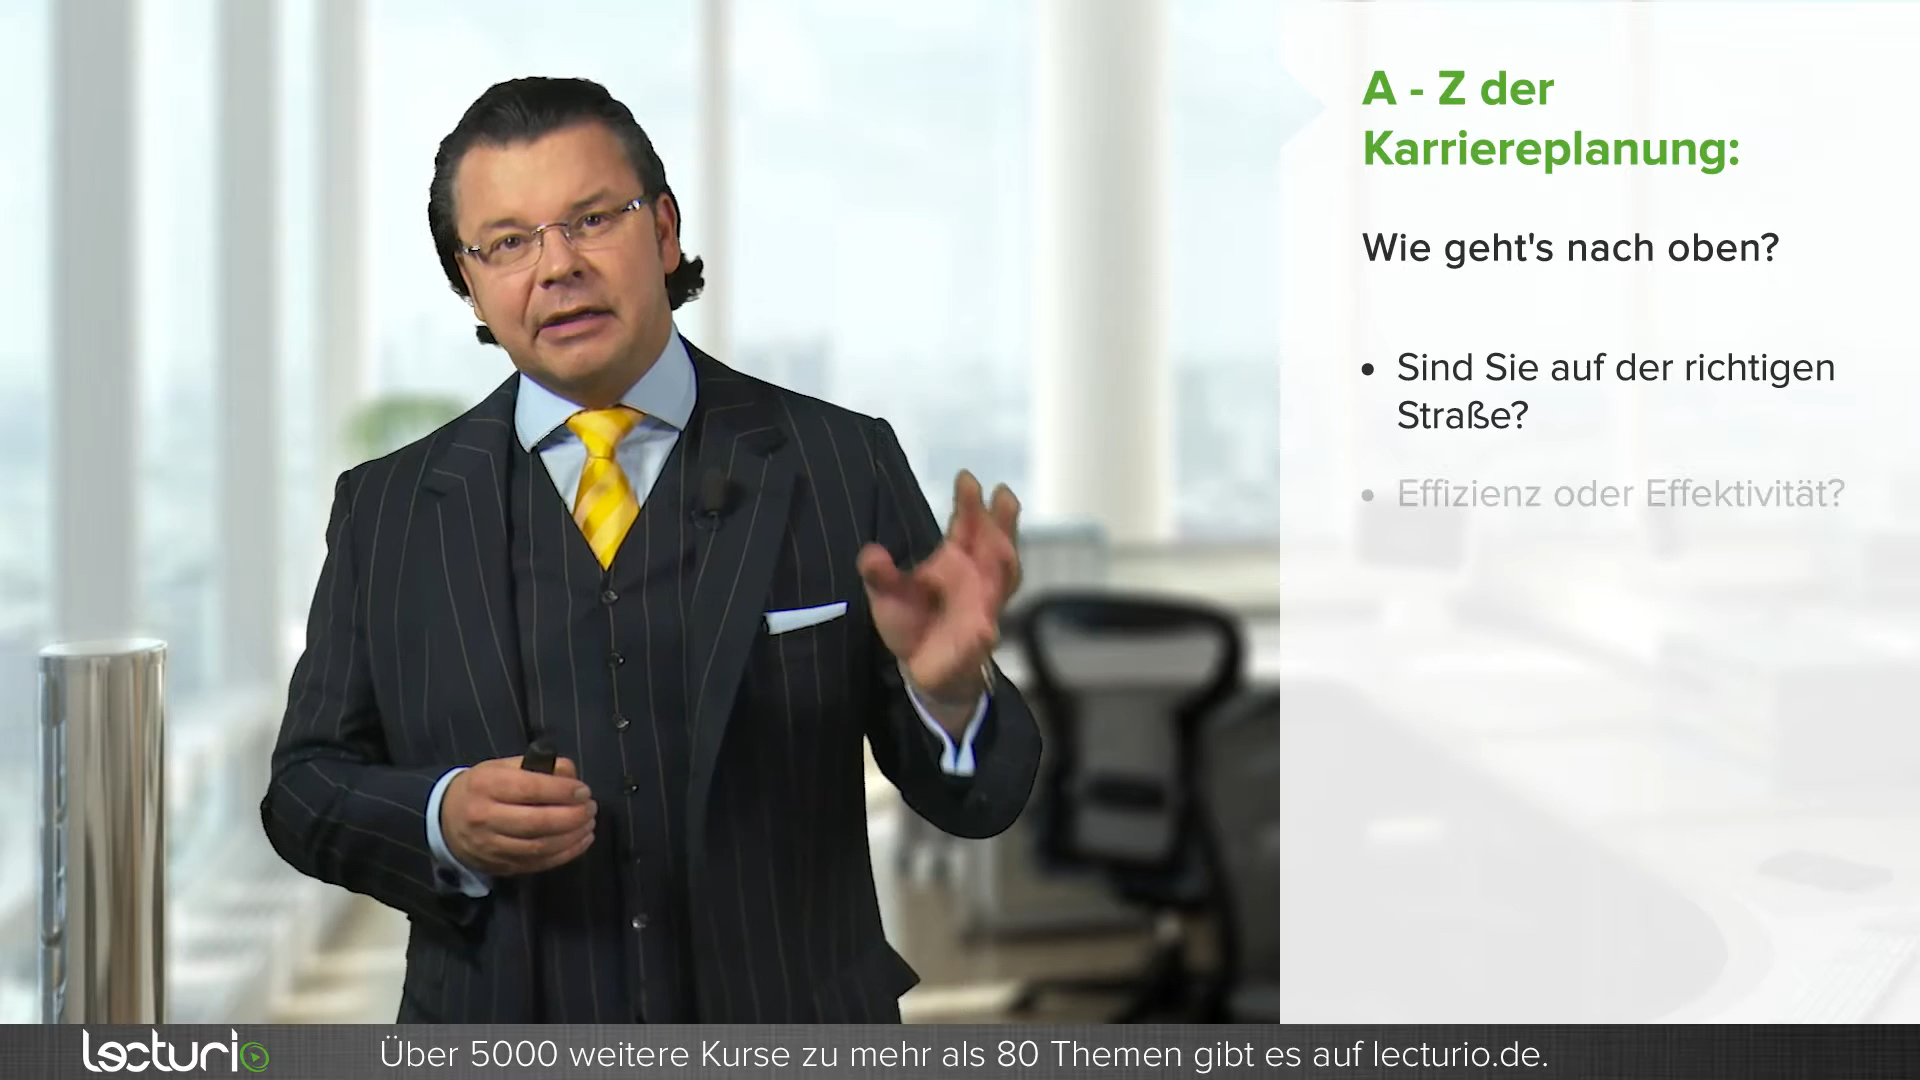 A - Z der
Karriereplanung:
Wie geht's nach oben?
• Sind Sie auf der richtigen
Straße?
• Effizienz oder Effektivität?
lecturio
Über 5000 weitere Kurse zu mehr als 80 Themen gibt es auf lecturio.de.